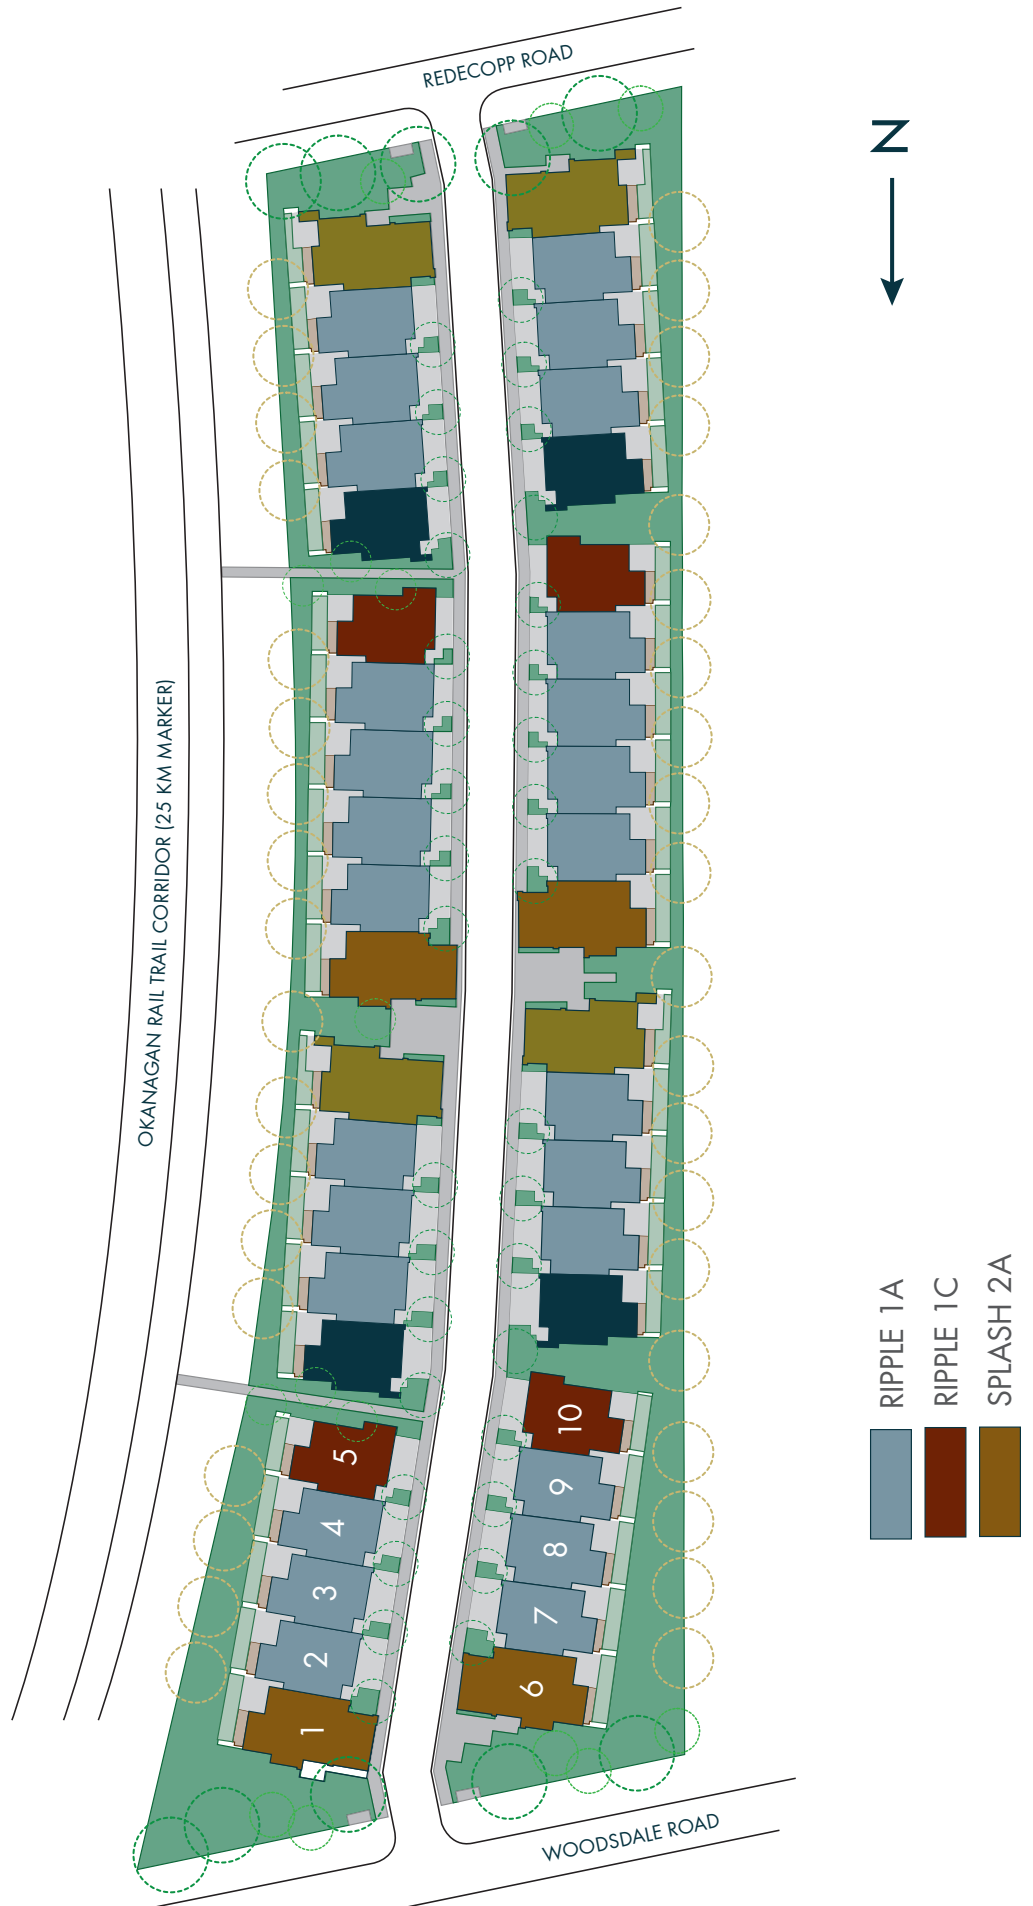 REDECOPP ROAD
N
OKANAGAN RAIL TRAIL CORRIDOR (25 KM MARKER)
RIPPLE 1A
RIPPLE 1C
SPLASH 2A
10
5
9
4
8
3
7
2
6
1
WOODSDALE ROAD